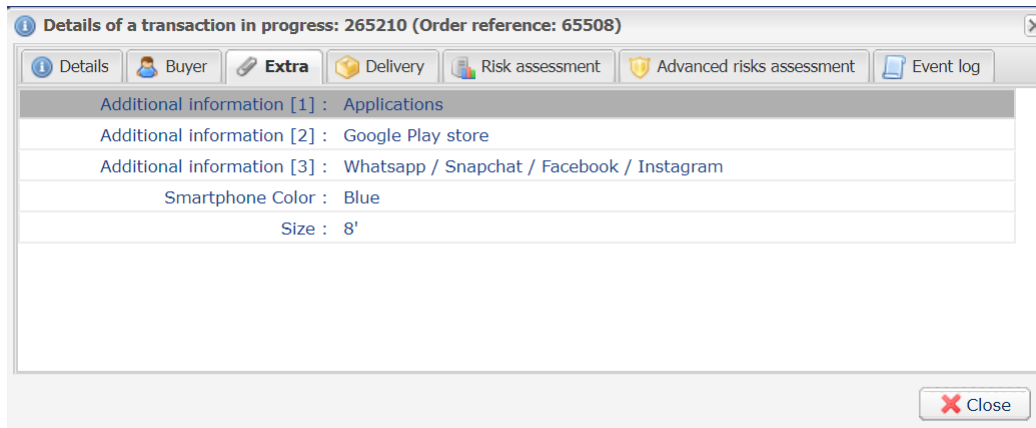 Details of a transaction in progress: 265210 (Order reference: 65508)
Details Buyer Extra Delivery Risk assessment Advanced risks assessment Event log
Additional information [1] : Applications
Additional information [2] : Google Play store
Additional information [3] : Whatsapp / Snapchat / Facebook / Instagram
Smartphone Color : Blue
Size : 8'
Close